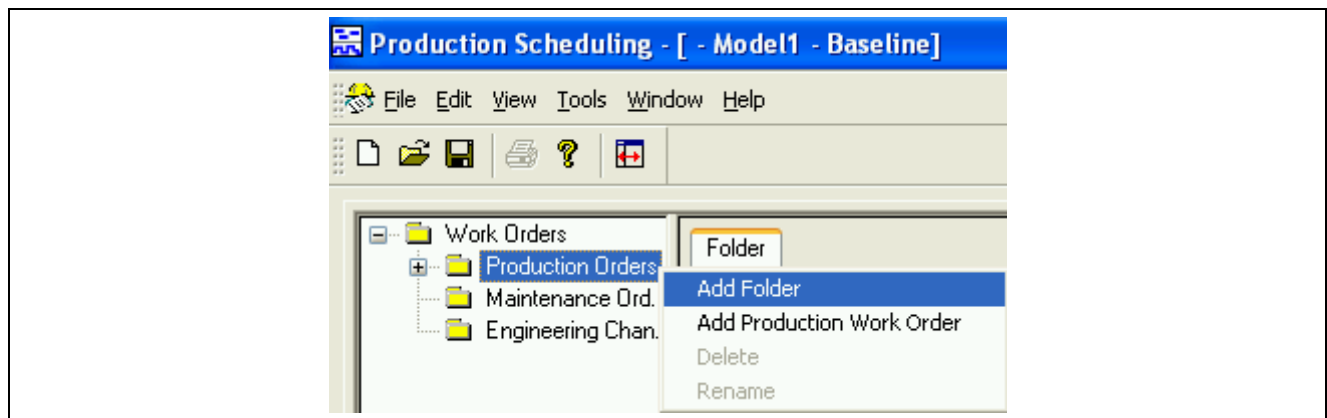 Production Scheduling - [ - Model1 - Baseline]
File Edit View Tools Window Help
Work Orders
Folder
Production Orders
Add Folder
Maintenance Ord.
Add Production Work Order
Engineering Chan.
Delete
Rename